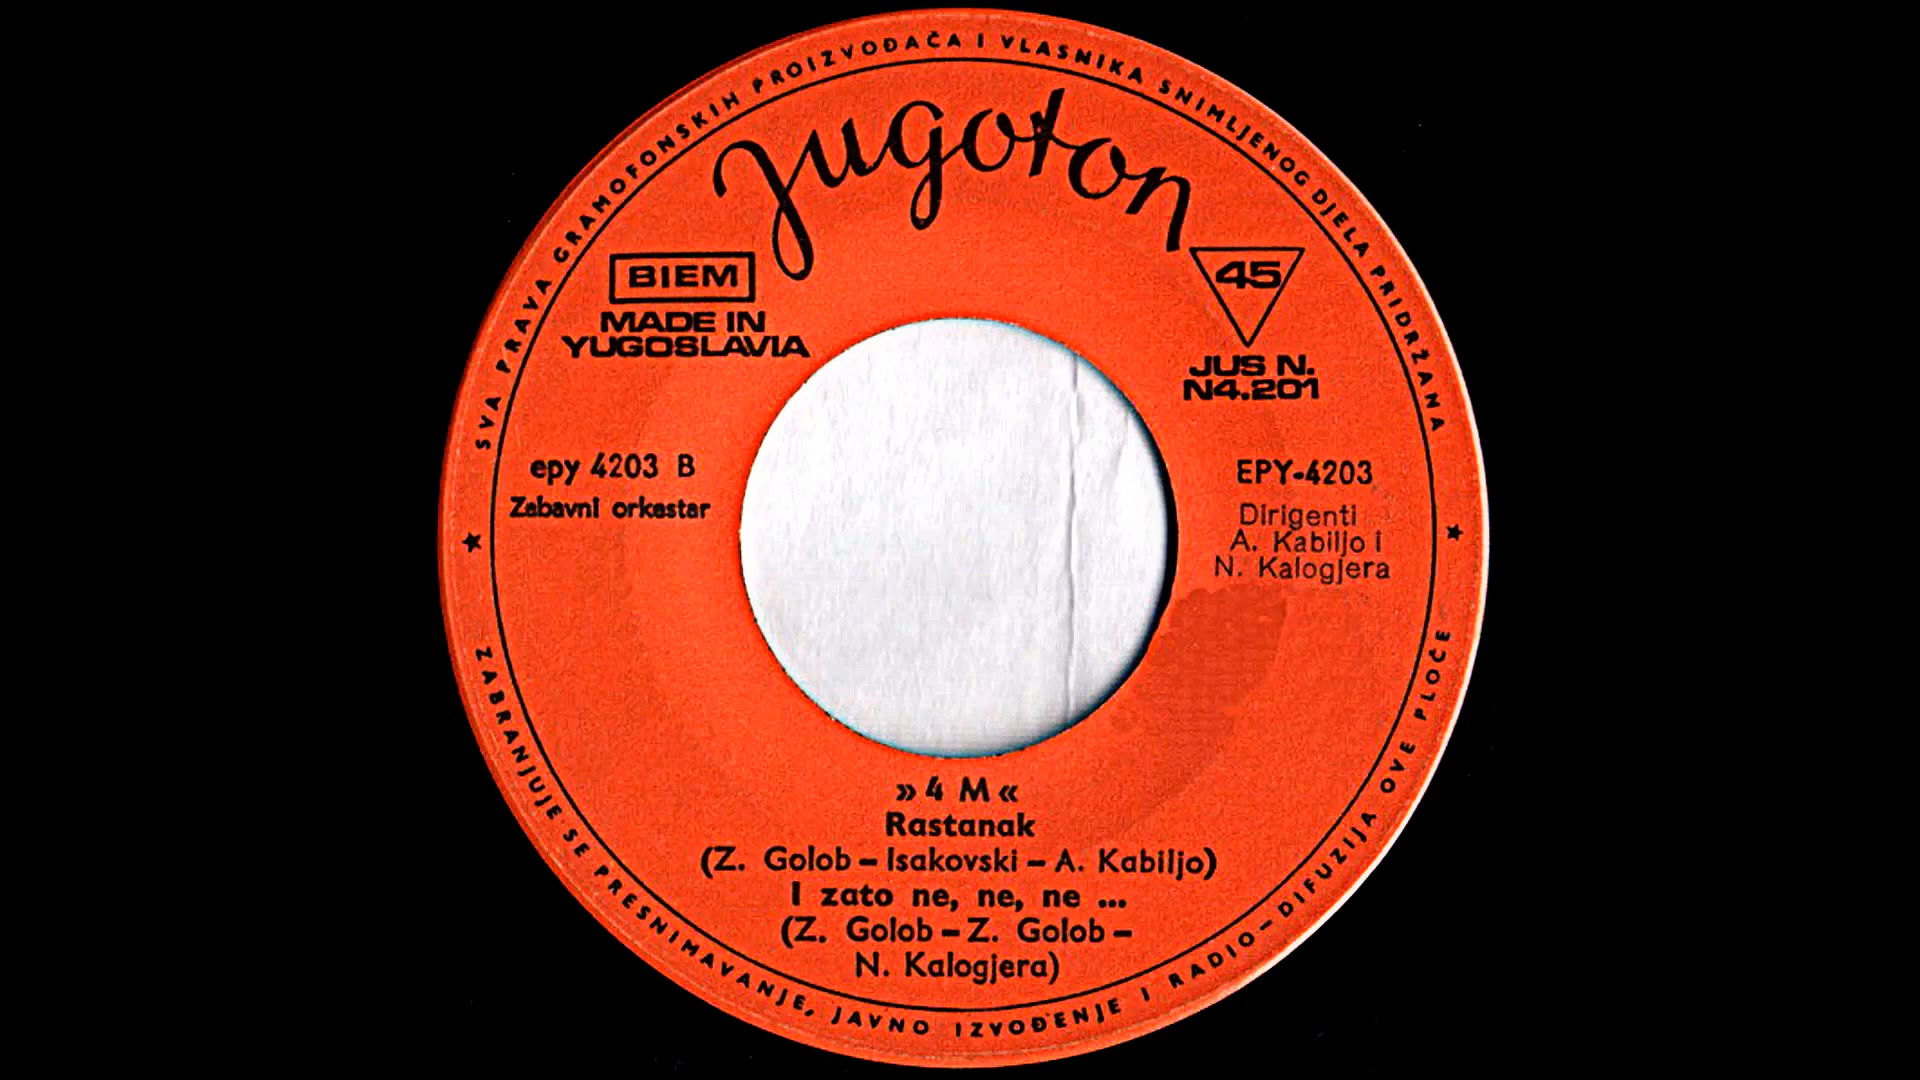 SVA PRAVA GRAMOFONSKIH PROIZVOĐAČA I VLASNIKA SNIMLJENOG DJELA PRIDRŽANA
Jugoton
BIEM
MADE IN
YUGOSLAVIA
45
JUS N.
N4.201
epy 4203 B
Zabavni orkestar
EPY-4203
Dirigenti
A. Kabiljo i
N. Kalogjera
»4 M«
Rastanak
(Z. Golob – Isakovski – A. Kabiljo)
I zato ne, ne, ne ...
(Z. Golob – Z. Golob –
N. Kalogjera)
ZABRANJUJE SE PRESNIMAVANJE, JAVNO IZVOĐENJE I RADIO–DIFUZIJA OVE PLOČE